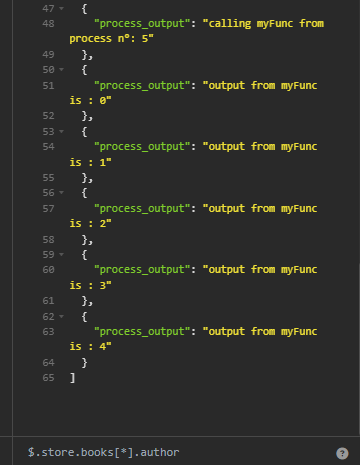 47 {
48 "process_output": "calling myFunc from
process n°: 5"
49 },
50 {
51 "process_output": "output from myFunc
is : 0"
52 },
53 {
54 "process_output": "output from myFunc
is : 1"
55 },
56 {
57 "process_output": "output from myFunc
is : 2"
58 },
59 {
60 "process_output": "output from myFunc
is : 3"
61 },
62 {
63 "process_output": "output from myFunc
is : 4"
64 }
65 ]
$.store.books[*].author ?